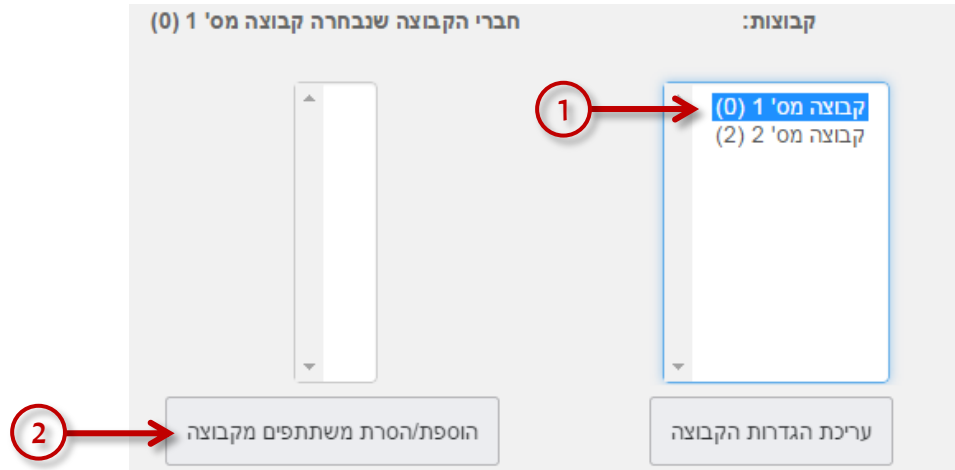 קבוצות:
חברי הקבוצה שנבחרה קבוצה מס' 1 (0)
1
קבוצה מס' 1 (0)
קבוצה מס' 2 (2)
עריכת הגדרות הקבוצה
הוספת/הסרת משתתפים מקבוצה
2